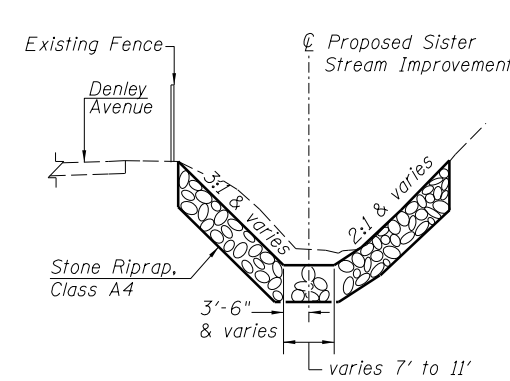 Existing Fence
℄ Proposed Sister
Stream Improvement
Denley
Avenue
3:1 & varies
2:1 & varies
Stone Riprap,
Class A4
3'-6"
& varies
varies 7' to 11'